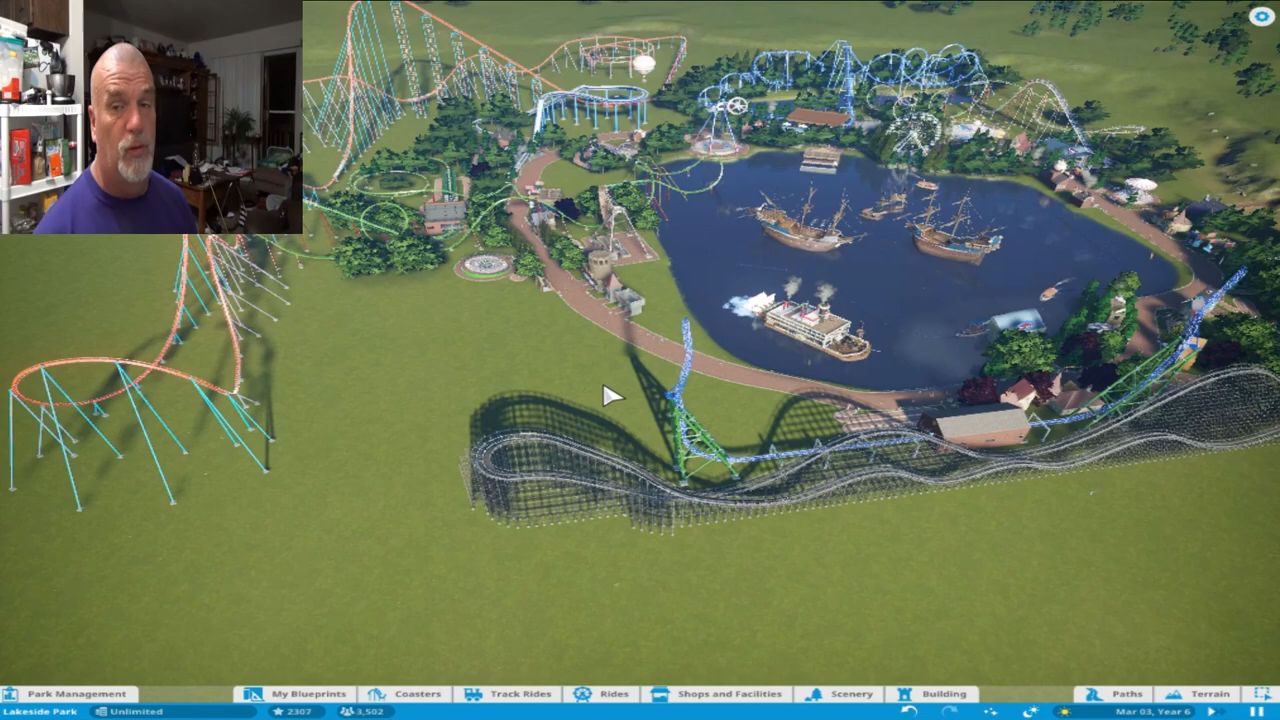 Park Management My Blueprints Coasters Track Rides Rides Shops and Facilities Scenery Building Paths Terrain
Lakeside Park Unlimited 2307 3,502 Mar 03, Year 6